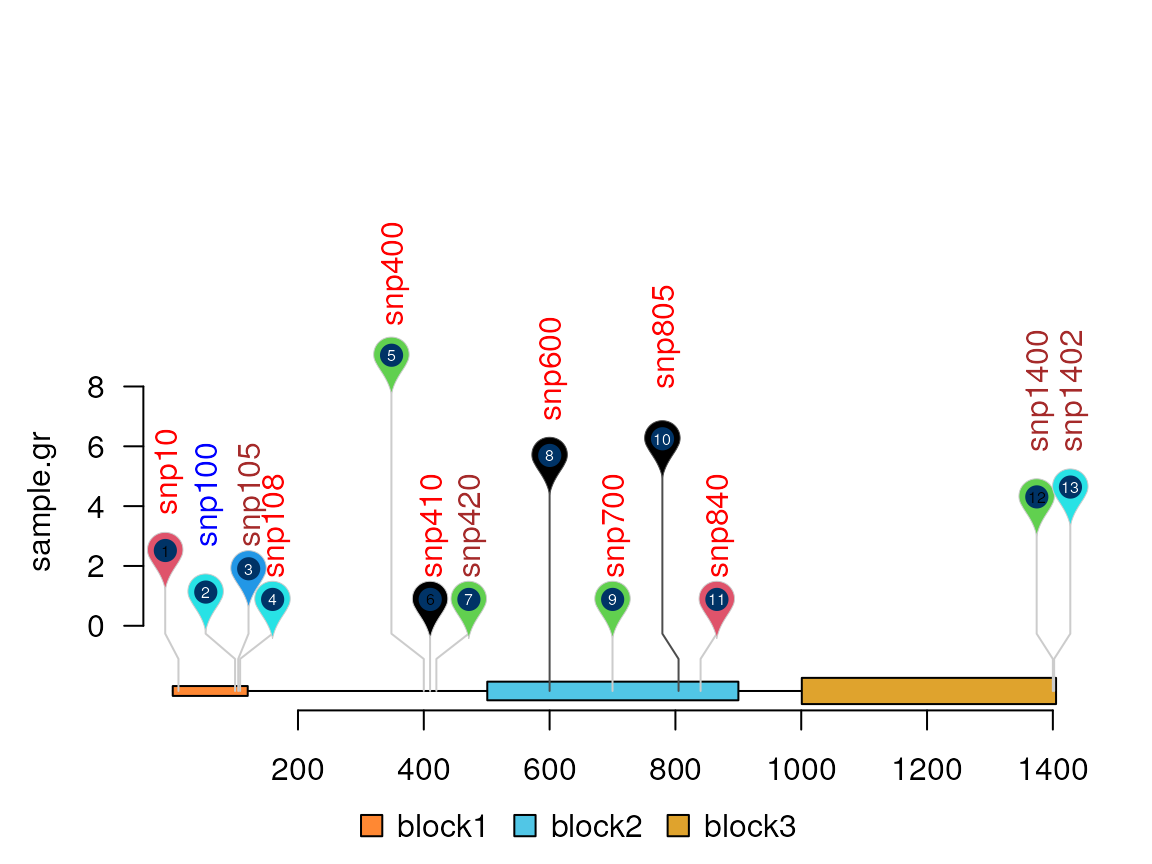 snp400
snp805
snp600
snp1400
snp1402
5
8
snp10
snp100
snp105
10
6
8
snp108
snp410
snp420
snp700
snp840
13
12
4
sample.gr
1
3
2
2
4
6
7
9
11
0
200 400 600 800 1000 1200 1400
block1 block2 block3